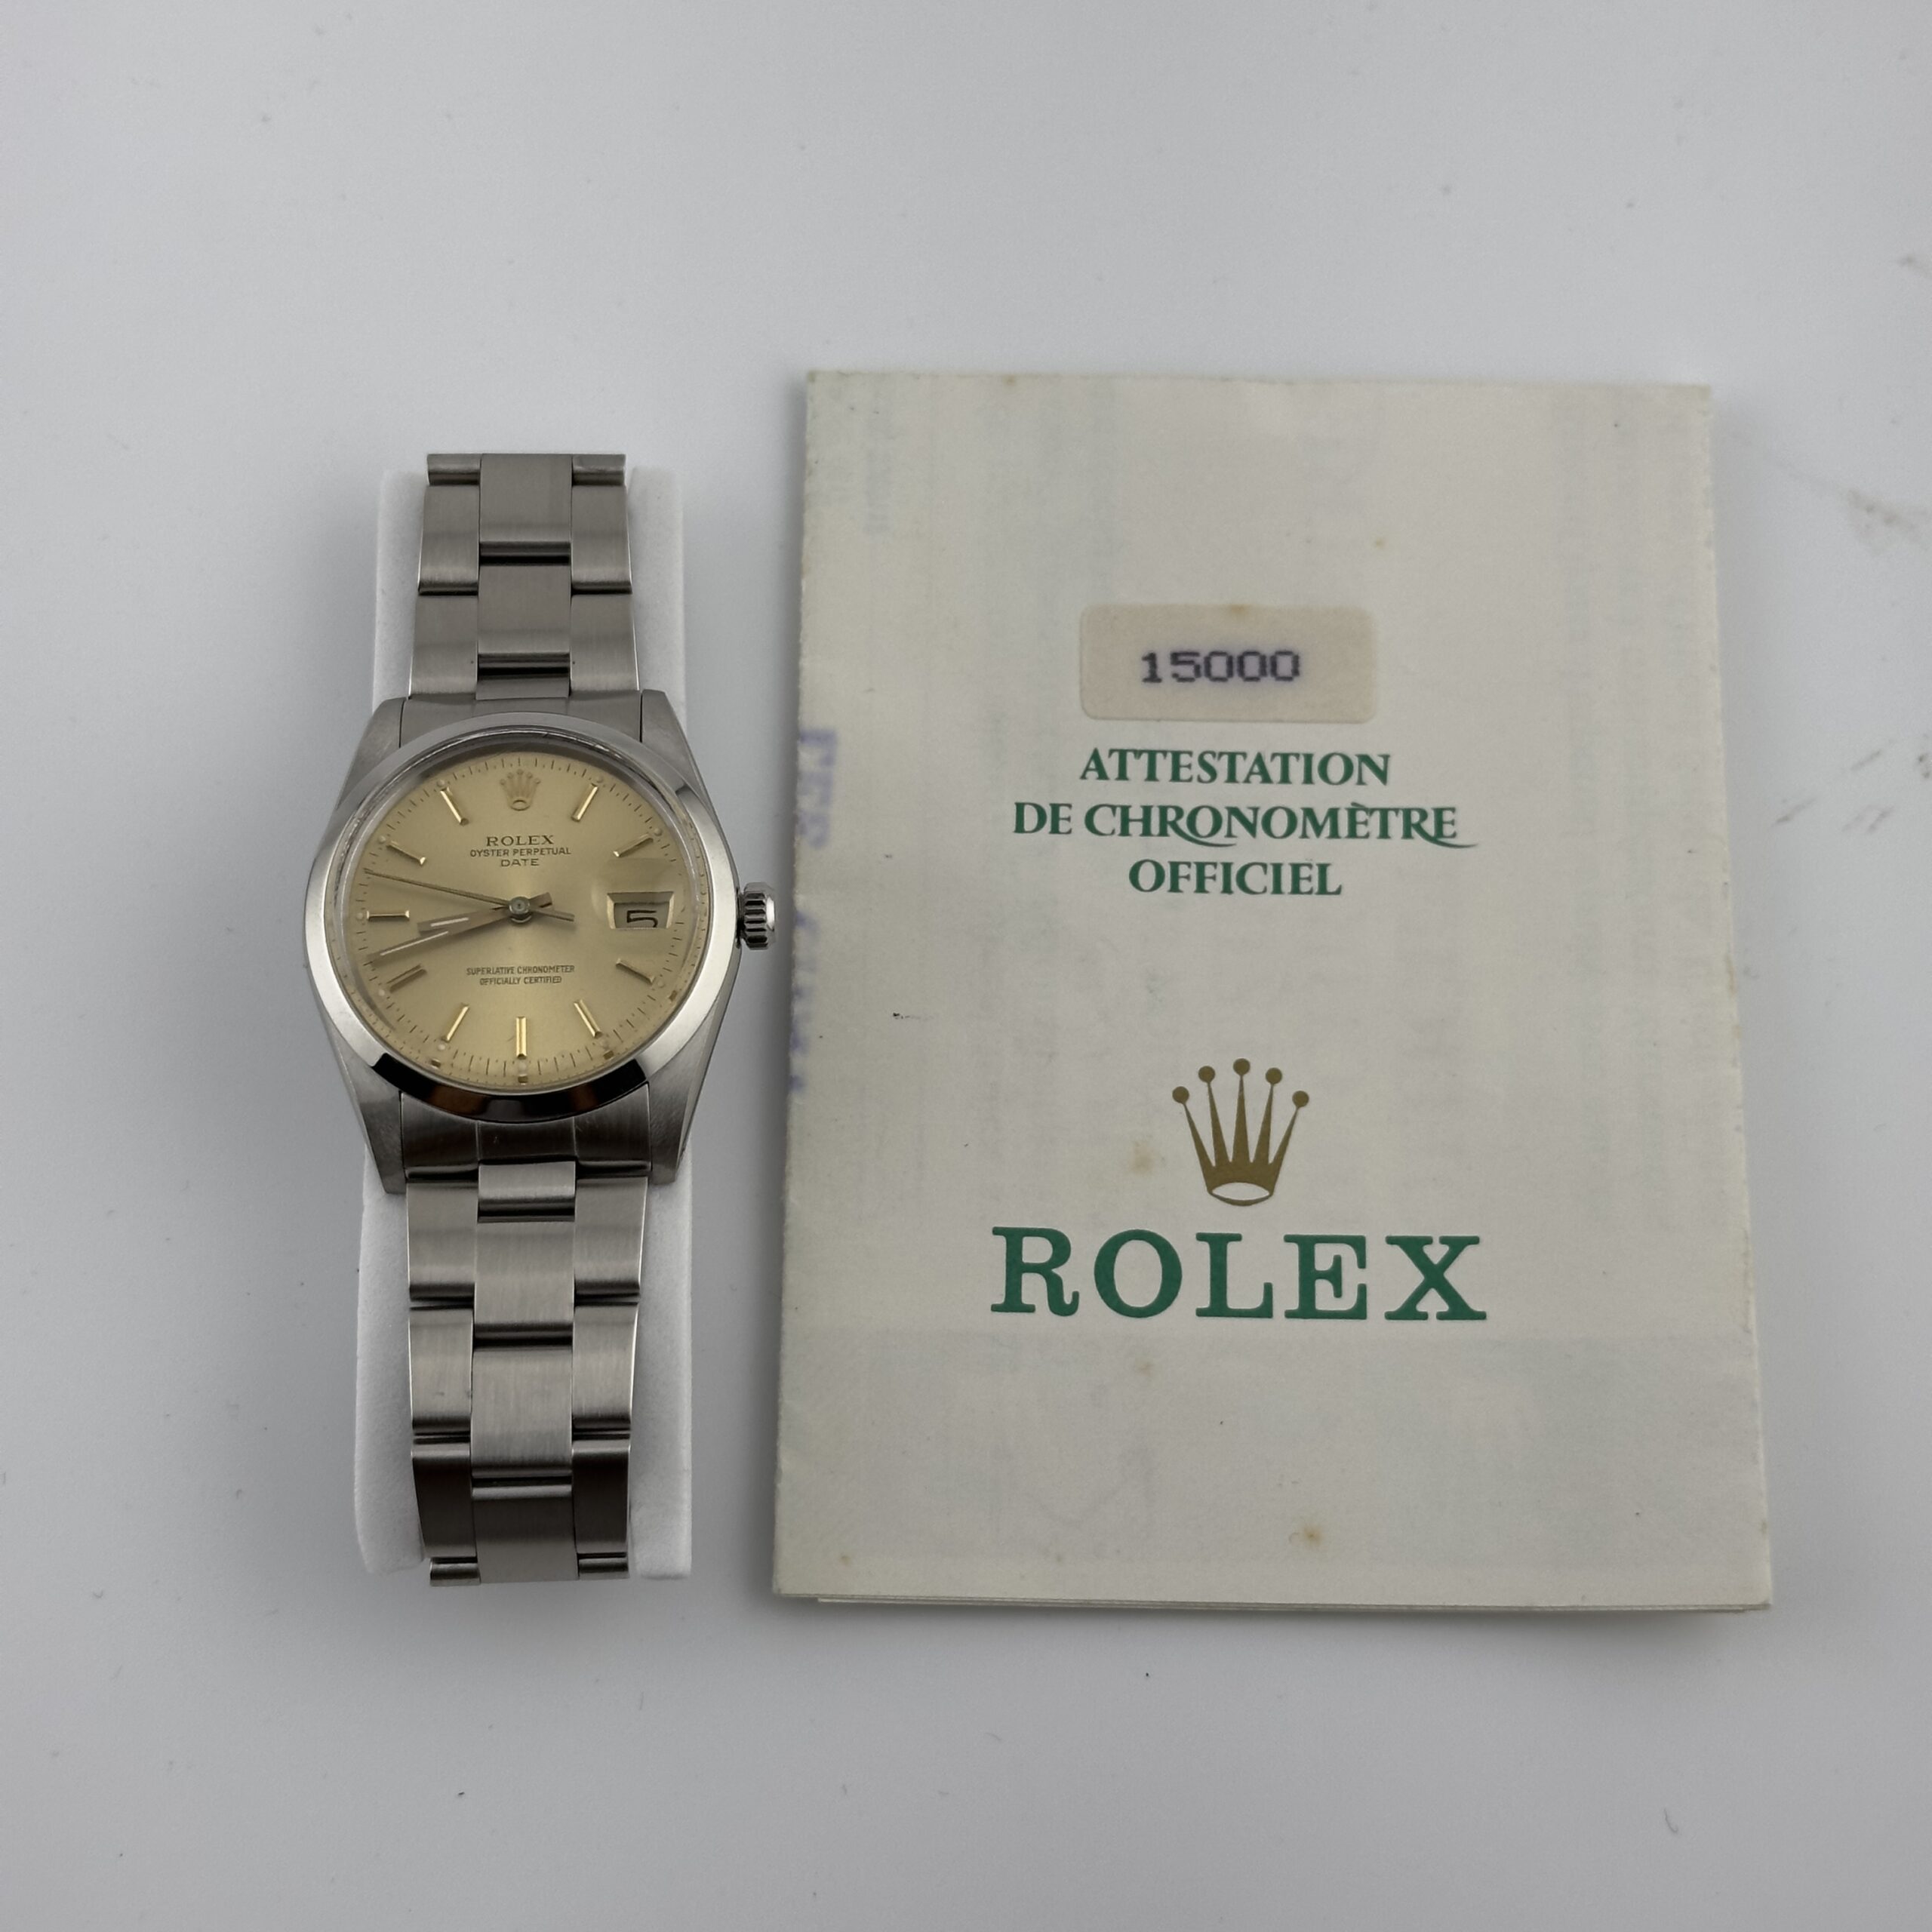 ROLEX
OYSTER PERPETUAL
DATE
5
SUPERLATIVE CHRONOMETER
OFFICIALLY CERTIFIED
15000
ATTESTATION
DE CHRONOMÈTRE
OFFICIEL
ROLEX